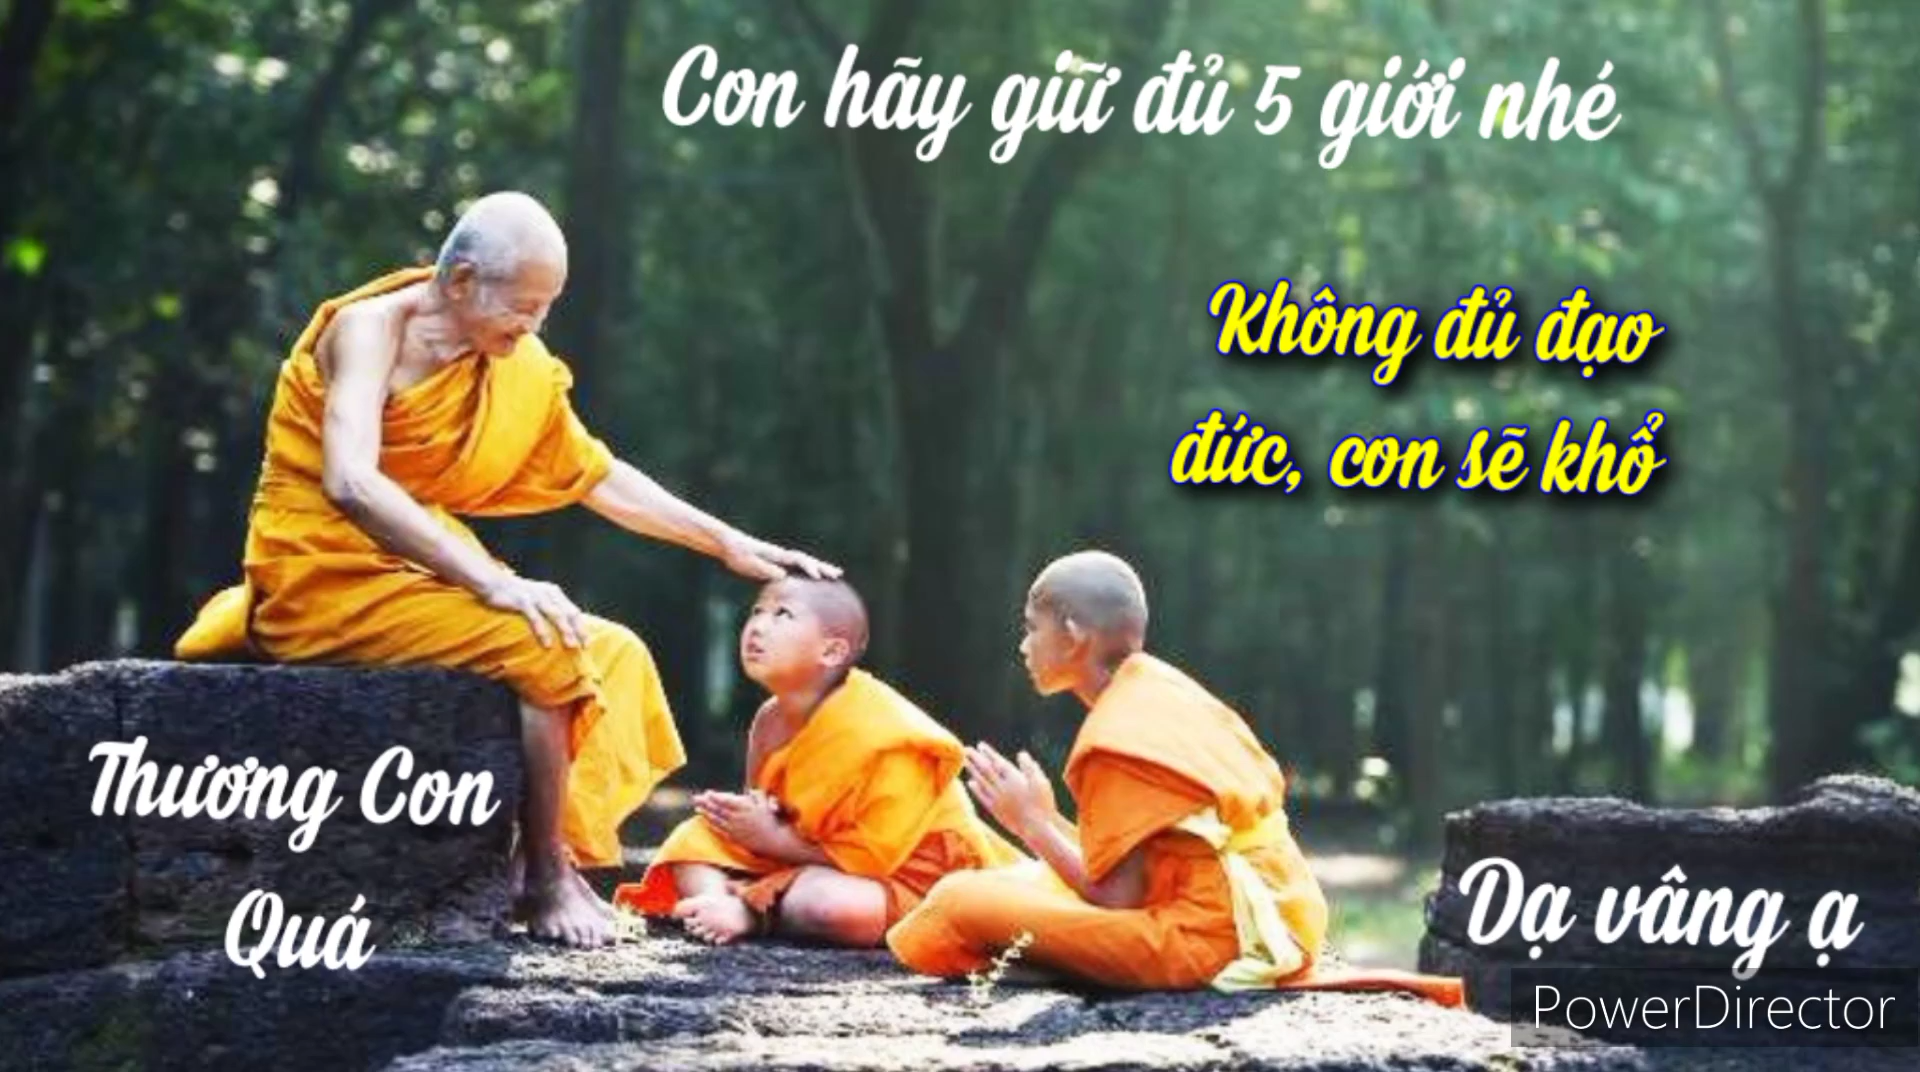 Con hãy giữ đủ 5 giới nhé
Không đủ đạo
đức, con sẽ khổ
Thương Con
Quá
Dạ vâng ạ
PowerDirector